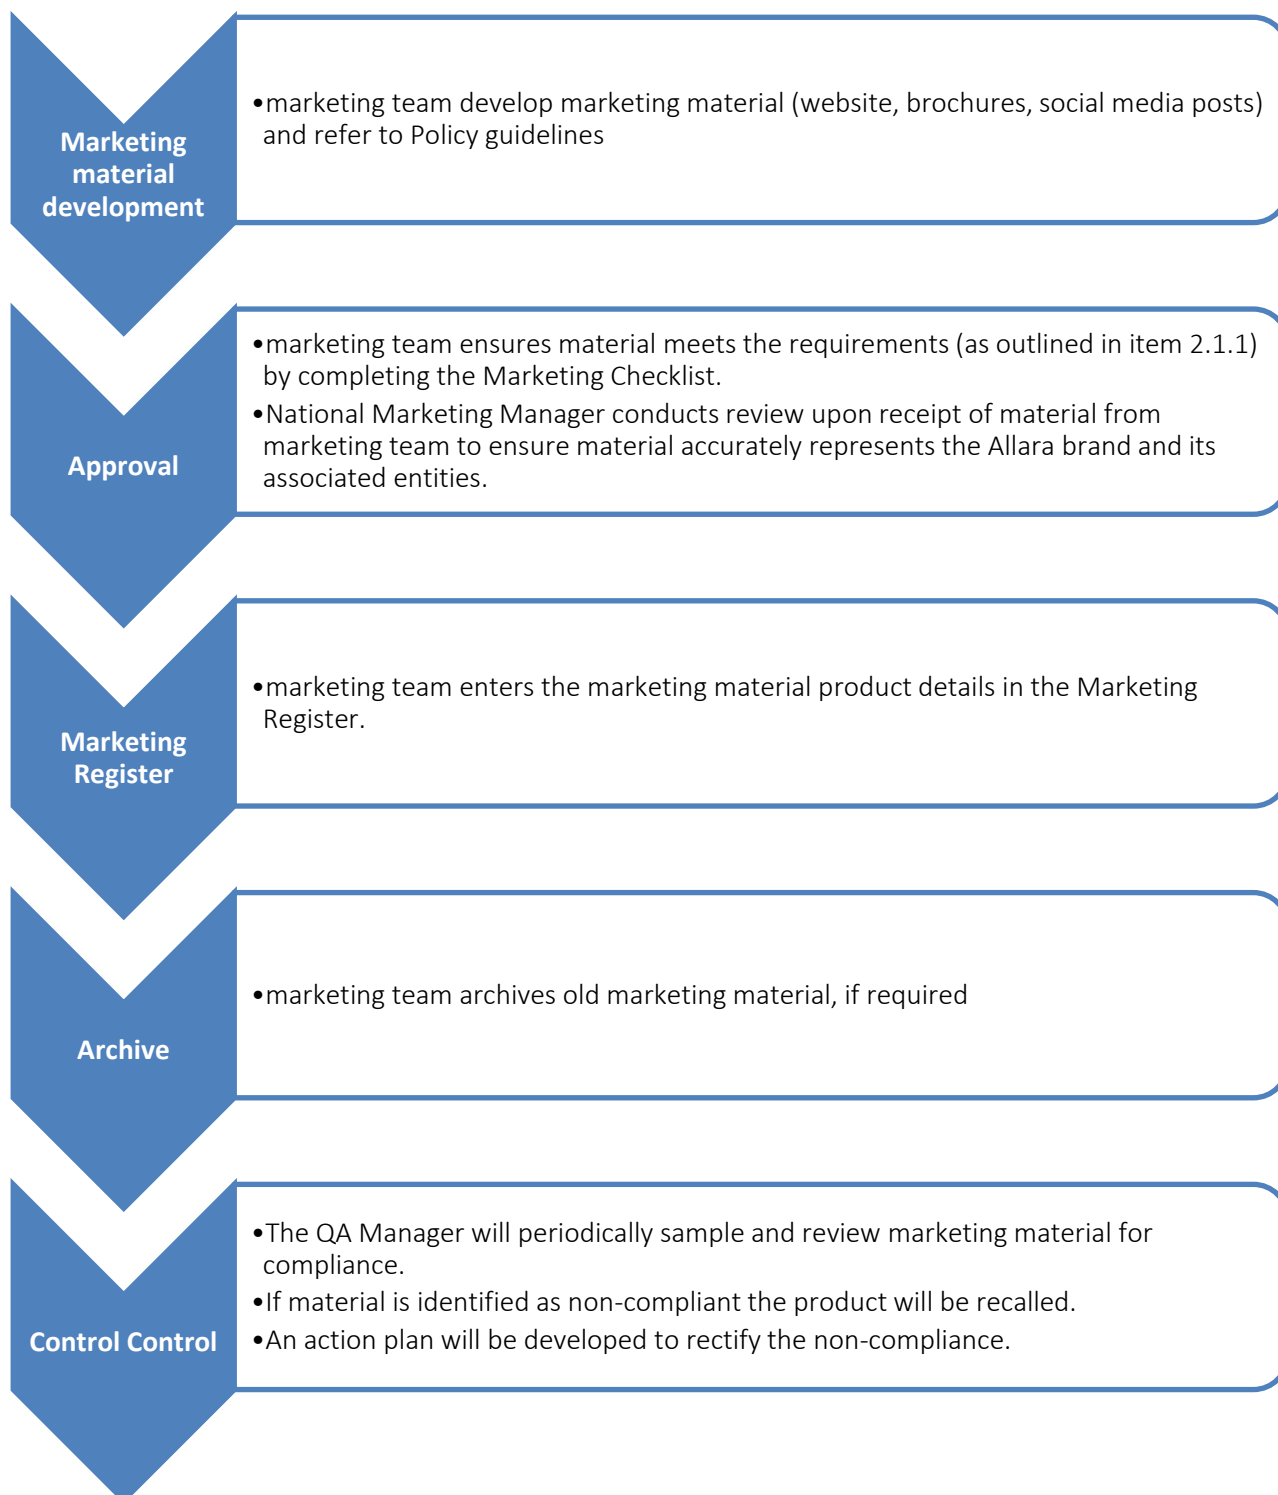 Marketing
material
development
•marketing team develop marketing material (website, brochures, social media posts)
and refer to Policy guidelines
Approval
•marketing team ensures material meets the requirements (as outlined in item 2.1.1)
by completing the Marketing Checklist.
•National Marketing Manager conducts review upon receipt of material from
marketing team to ensure material accurately represents the Allara brand and its
associated entities.
Marketing
Register
•marketing team enters the marketing material product details in the Marketing
Register.
Archive
•marketing team archives old marketing material, if required
Control Control
•The QA Manager will periodically sample and review marketing material for
compliance.
•If material is identified as non-compliant the product will be recalled.
•An action plan will be developed to rectify the non-compliance.